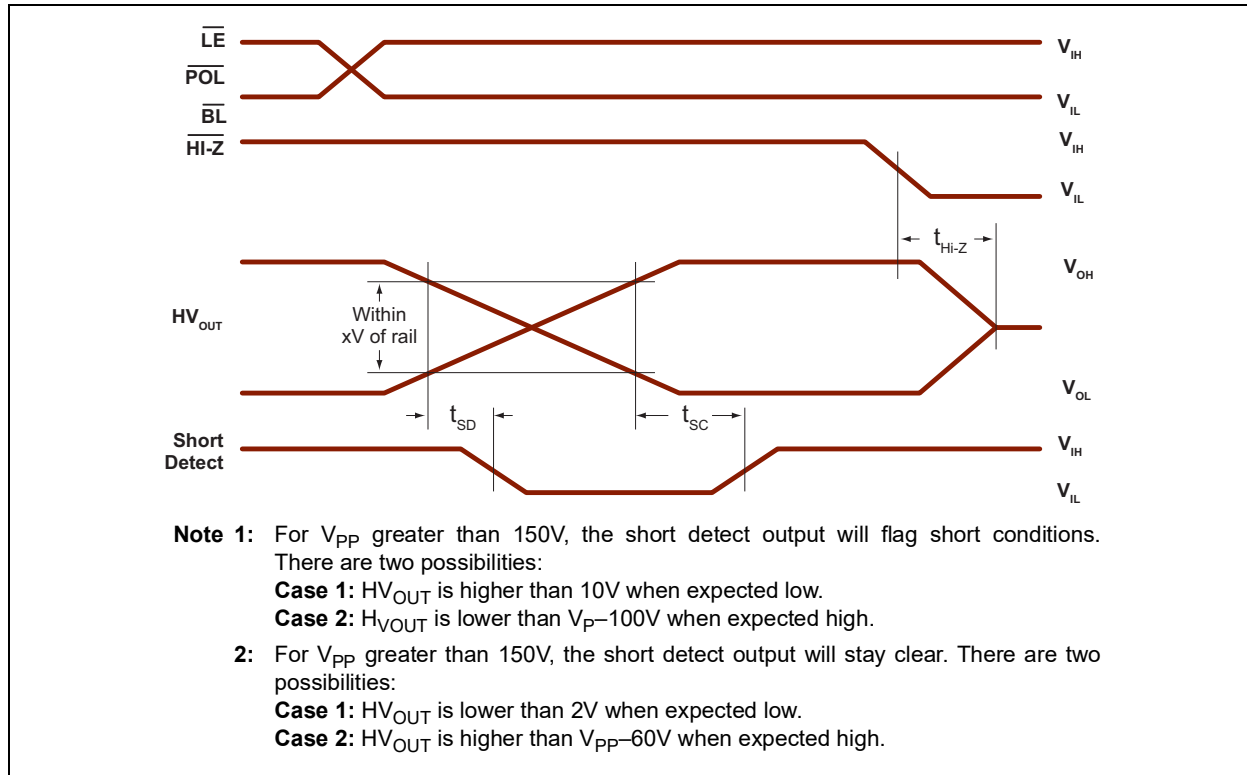 LE
V_IH
POL
BL
V_IL
HI-Z
V_IH
V_IL
t_Hi-Z
V_OH
HV_OUT
Within
xV of rail
V_OL
t_SD
t_SC
Short
Detect
V_IH
V_IL
Note 1: For V_PP greater than 150V, the short detect output will flag short conditions.
There are two possibilities:
Case 1: HV_OUT is higher than 10V when expected low.
Case 2: H_VOUT is lower than V_P–100V when expected high.
2: For V_PP greater than 150V, the short detect output will stay clear. There are two
possibilities:
Case 1: HV_OUT is lower than 2V when expected low.
Case 2: HV_OUT is higher than V_PP–60V when expected high.